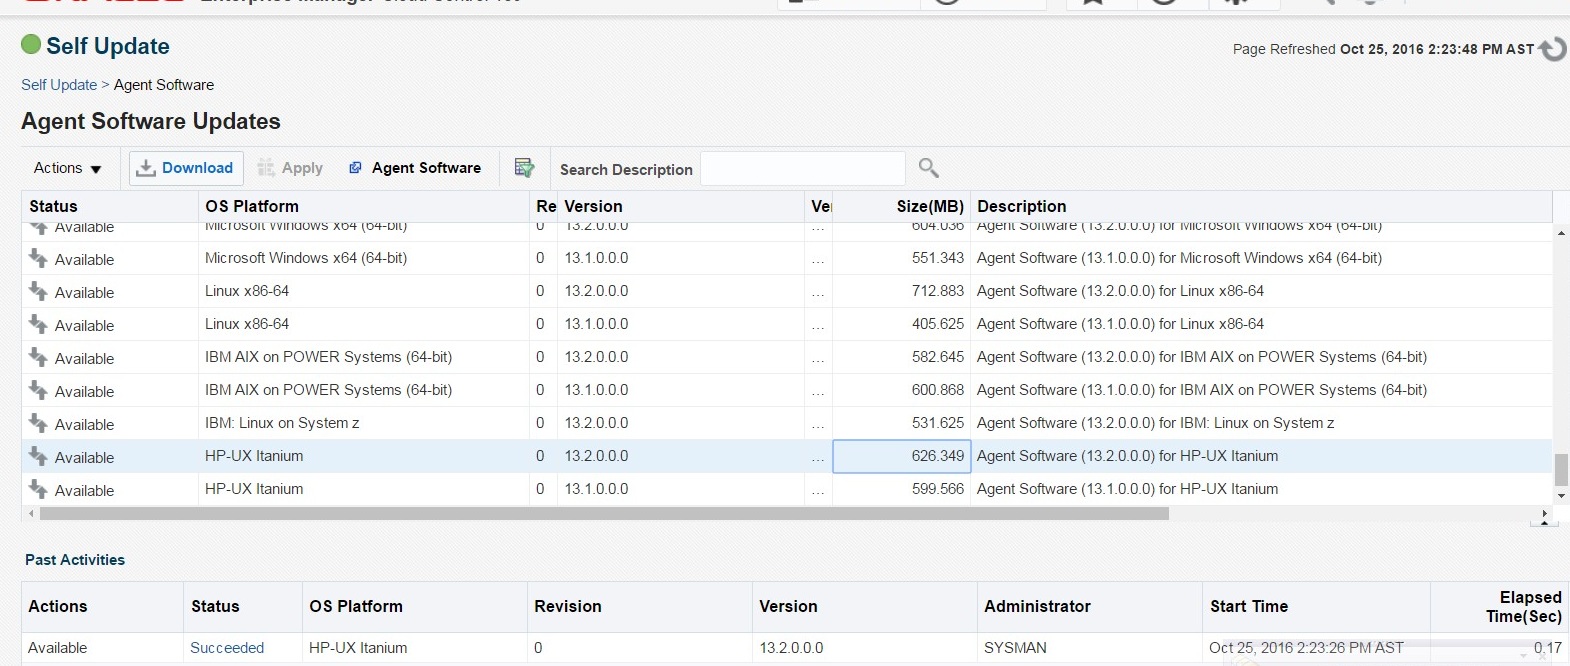 Self Update
Page Refreshed Oct 25, 2016 2:23:48 PM AST
Self Update > Agent Software
Agent Software Updates
Actions Download Apply Agent Software Search Description
Status OS Platform Re Version Ve Size(MB) Description
Available Microsoft Windows x64 (64-bit) 0 13.2.0.0.0 ... 604.036 Agent Software (13.2.0.0.0) for Microsoft Windows x64 (64-bit)
Available Microsoft Windows x64 (64-bit) 0 13.1.0.0.0 ... 551.343 Agent Software (13.1.0.0.0) for Microsoft Windows x64 (64-bit)
Available Linux x86-64 0 13.2.0.0.0 ... 712.883 Agent Software (13.2.0.0.0) for Linux x86-64
Available Linux x86-64 0 13.1.0.0.0 ... 405.625 Agent Software (13.1.0.0.0) for Linux x86-64
Available IBM AIX on POWER Systems (64-bit) 0 13.2.0.0.0 ... 582.645 Agent Software (13.2.0.0.0) for IBM AIX on POWER Systems (64-bit)
Available IBM AIX on POWER Systems (64-bit) 0 13.1.0.0.0 ... 600.868 Agent Software (13.1.0.0.0) for IBM AIX on POWER Systems (64-bit)
Available IBM: Linux on System z 0 13.2.0.0.0 ... 531.625 Agent Software (13.2.0.0.0) for IBM: Linux on System z
Available HP-UX Itanium 0 13.2.0.0.0 ... 626.349 Agent Software (13.2.0.0.0) for HP-UX Itanium
Available HP-UX Itanium 0 13.1.0.0.0 ... 599.566 Agent Software (13.1.0.0.0) for HP-UX Itanium
Past Activities
Actions Status OS Platform Revision Version Administrator Start Time Elapsed Time(Sec)
Available Succeeded HP-UX Itanium 0 13.2.0.0.0 SYSMAN Oct 25, 2016 2:23:26 PM AST 0.17